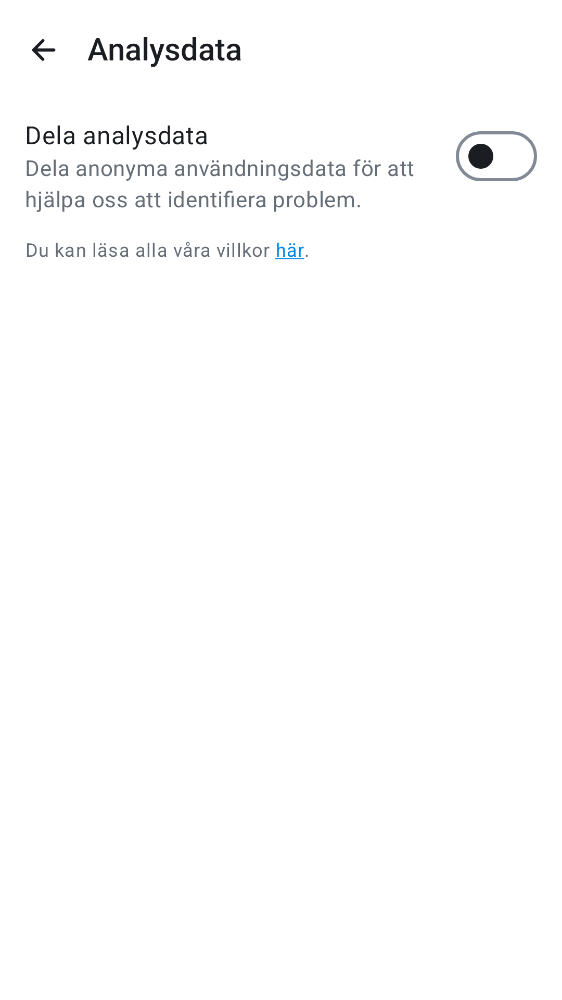 Analysdata
Dela analysdata
Dela anonyma användningsdata för att
hjälpa oss att identifiera problem.
Du kan läsa alla våra villkor här.